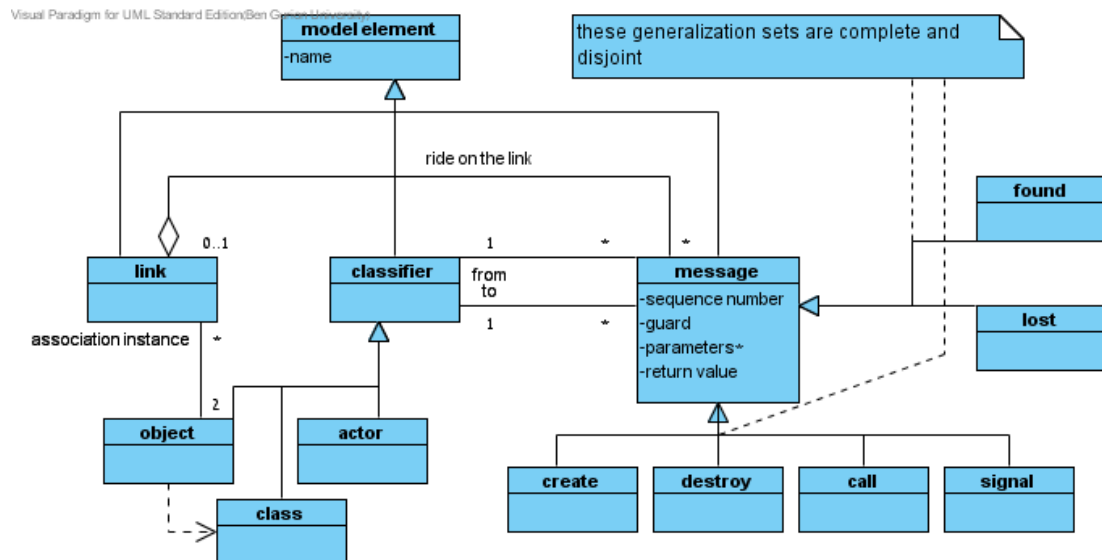 Visual Paradigm for UML Standard Edition(Ben Gurion University)
model element
-name
these generalization sets are complete and
disjoint
ride on the link
found
0..1
1
*
*
link
classifier
from
to
message
-sequence number
-guard
-parameters*
-return value
lost
association instance
*
1
*
2
object
actor
class
create
destroy
call
signal